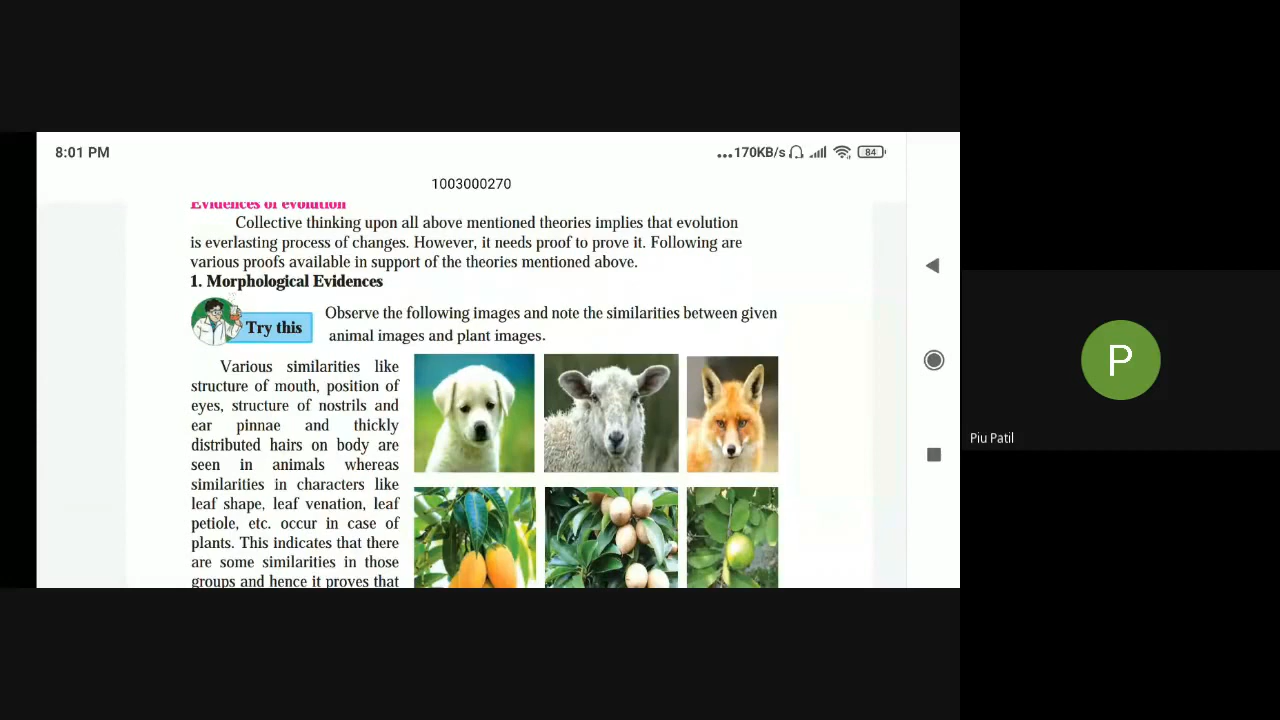 8:01 PM
...170KB/s
84
1003000270
Evidences of evolution
Collective thinking upon all above mentioned theories implies that evolution
is everlasting process of changes. However, it needs proof to prove it. Following are
various proofs available in support of the theories mentioned above.
1. Morphological Evidences
Try this
Observe the following images and note the similarities between given
animal images and plant images.
Various similarities like
structure of mouth, position of
eyes, structure of nostrils and
ear pinnae and thickly
distributed hairs on body are
seen in animals whereas
similarities in characters like
leaf shape, leaf venation, leaf
petiole, etc. occur in case of
plants. This indicates that there
are some similarities in those
groups and hence it proves that
P
Piu Patil